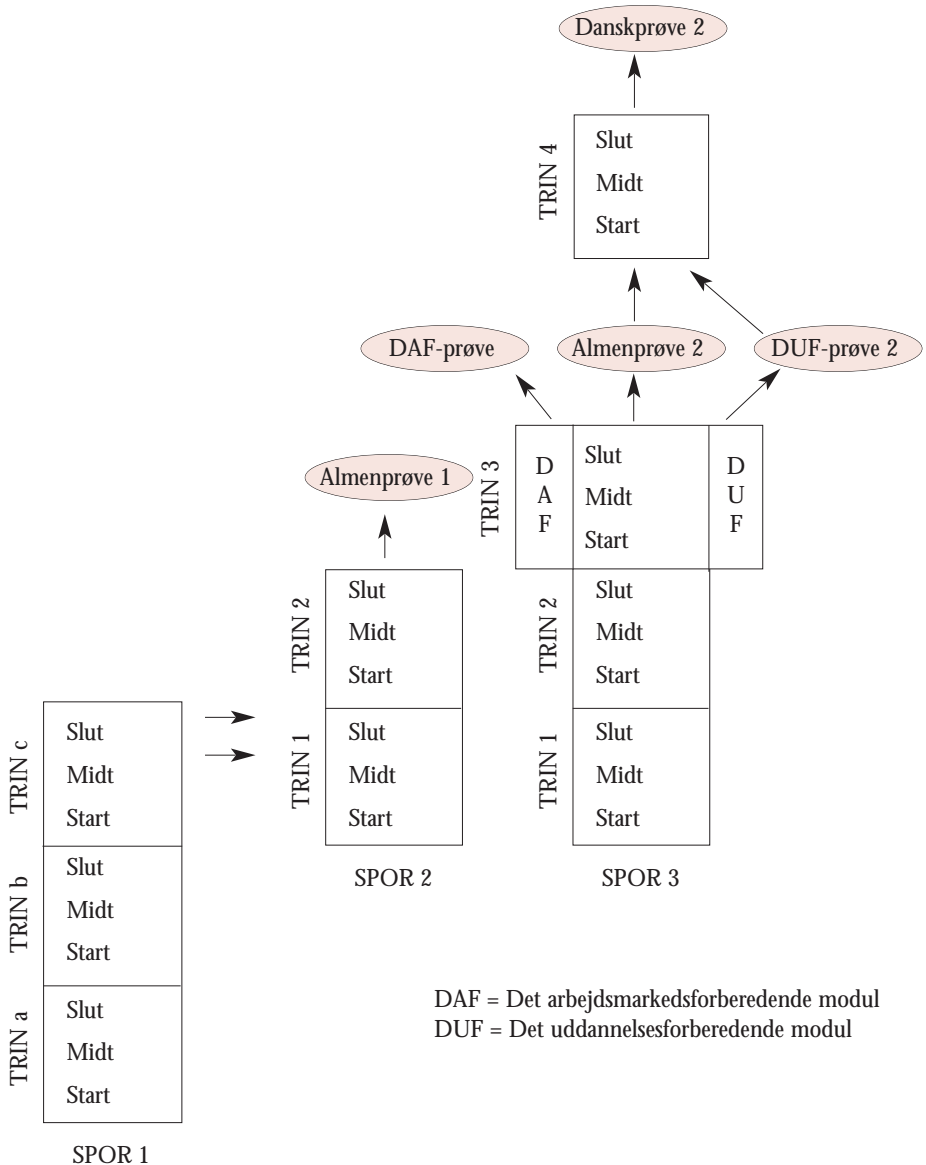 Danskprøve 2
TRIN 4
Slut
Midt
Start
DAF-prøve
Almenprøve 2
DUF-prøve 2
Almenprøve 1
TRIN 3
D
A
F
Slut
Midt
Start
D
U
F
TRIN 2
Slut
Midt
Start
TRIN 1
Slut
Midt
Start
SPOR 2
TRIN 2
Slut
Midt
Start
TRIN 1
Slut
Midt
Start
SPOR 3
TRIN c
Slut
Midt
Start
TRIN b
Slut
Midt
Start
TRIN a
Slut
Midt
Start
SPOR 1
DAF = Det arbejdsmarkedsforberedende modul
DUF = Det uddannelsesforberedende modul